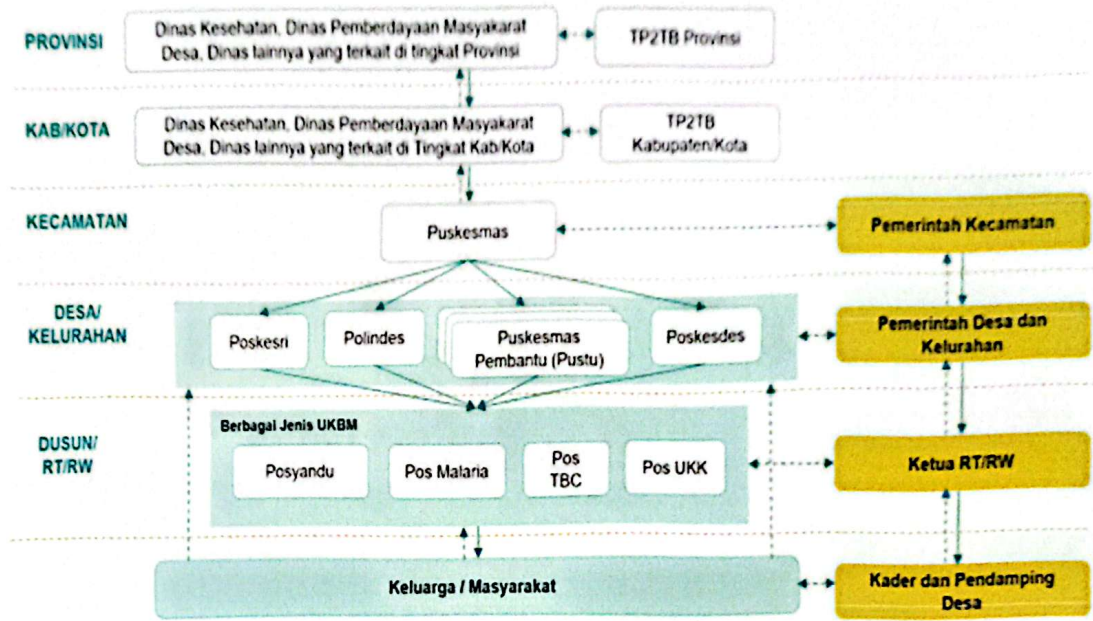 PROVINSI
Dinas Kesehatan, Dinas Pemberdayaan Masyakarat
Desa, Dinas lainnya yang terkait di tingkat Provinsi
TP2TB Provinsi
KAB/KOTA
Dinas Kesehatan, Dinas Pemberdayaan Masyakarat
Desa, Dinas lainnya yang terkait di Tingkat Kab/Kota
TP2TB
Kabupaten/Kota
KECAMATAN
Puskesmas
Pemerintah Kecamatan
DESA/
KELURAHAN
Poskesri
Polindes
Puskesmas
Pembantu (Pustu)
Poskesdes
Pemerintah Desa dan
Kelurahan
DUSUN/
RT/RW
Berbagai Jenis UKBM
Posyandu
Pos Malaria
Pos
TBC
Pos UKK
Ketua RT/RW
Keluarga / Masyarakat
Kader dan Pendamping
Desa